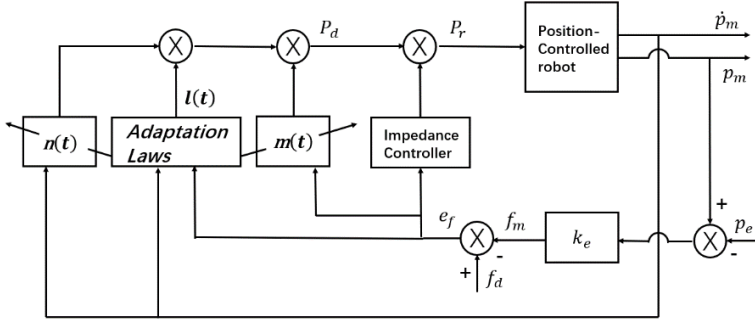 P_d
P_r
Position-
Controlled
robot
ṗ_m
p_m
l(t)
n(t)
Adaptation
Laws
m(t)
Impedance
Controller
e_f
f_m
k_e
+
p_e
-
-
+
f_d